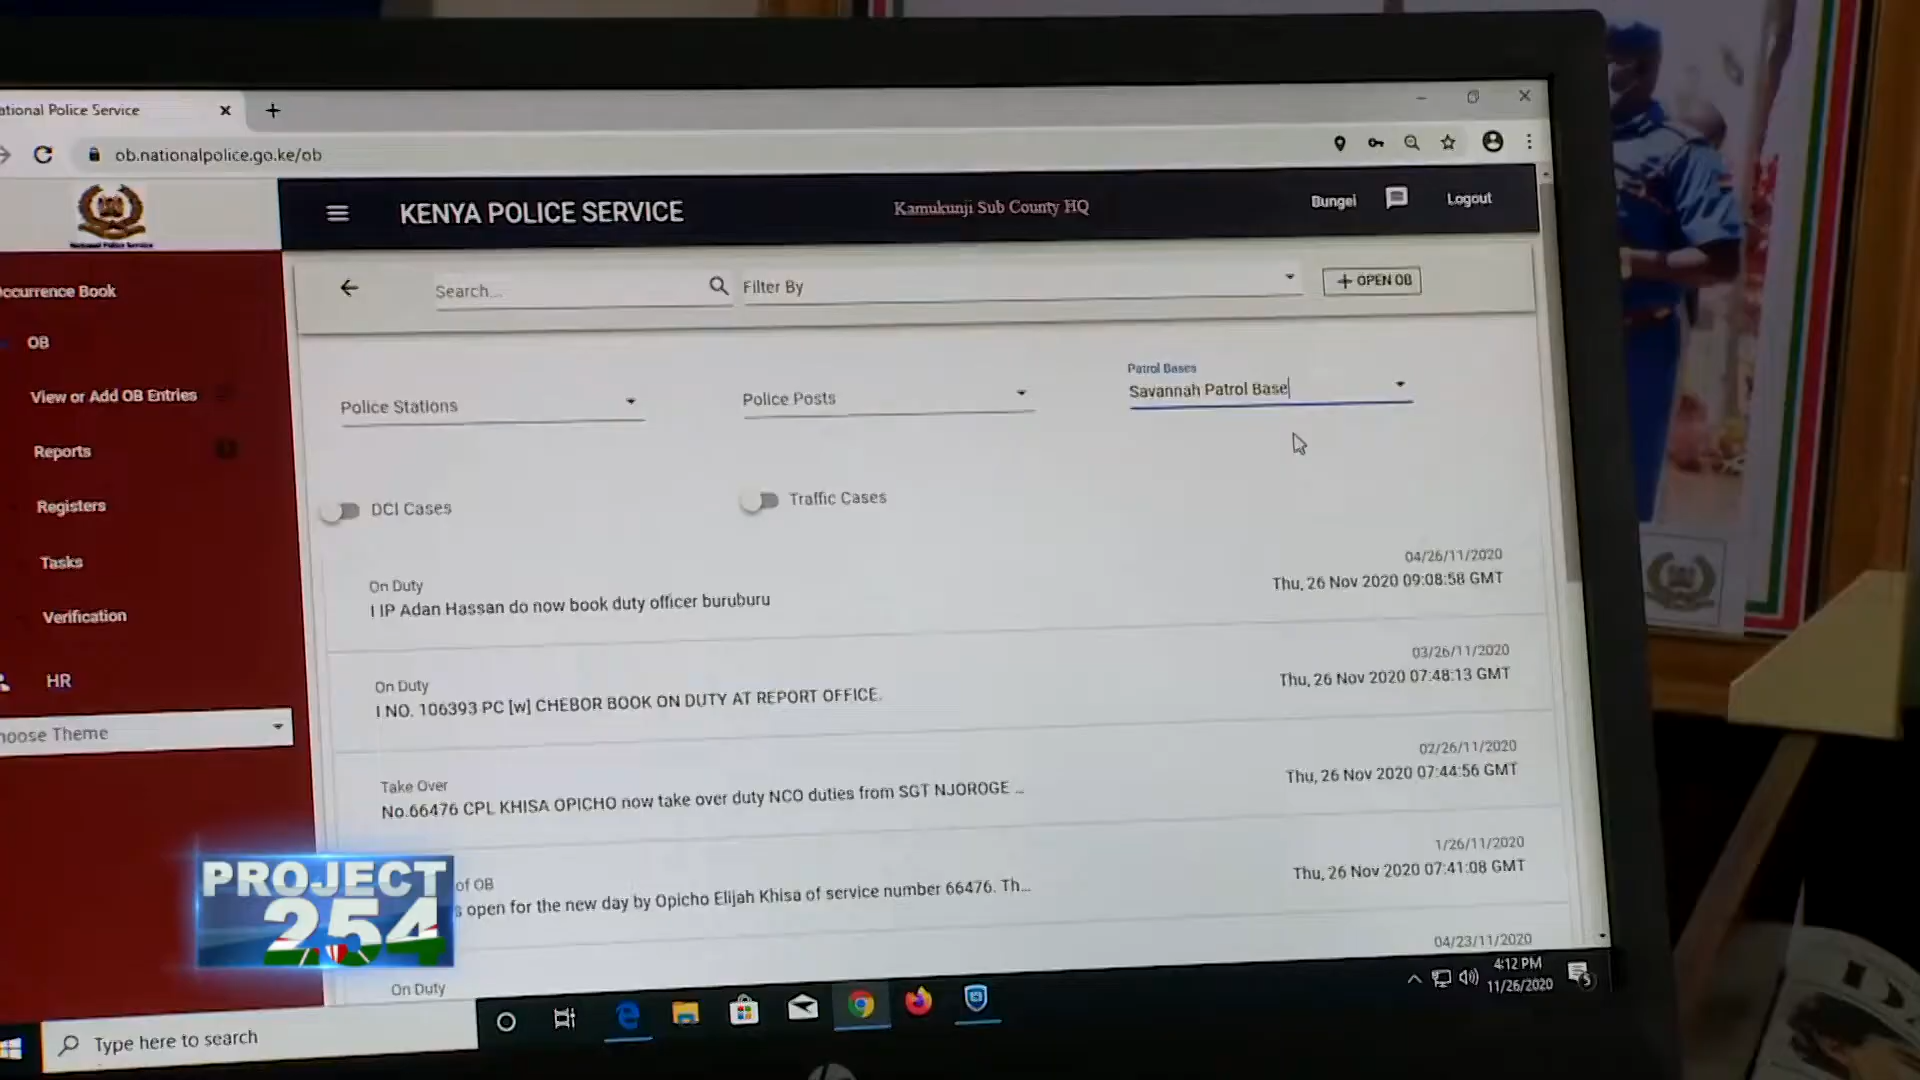 ational Police Service
ob.nationalpolice.go.ke/ob
National Police Service
KENYA POLICE SERVICE
Kamukunji Sub County HQ
Bungei
Logout
ccurrence Book
Search...
Filter By
+ OPEN OB
OB
View or Add OB Entries
Reports
Registers
Tasks
Verification
HR
hoose Theme
Police Stations
Police Posts
Patrol Bases
Savannah Patrol Base
DCI Cases
Traffic Cases
On Duty
04/26/11/2020
I IP Adan Hassan do now book duty officer buruburu
Thu, 26 Nov 2020 09:08:58 GMT
On Duty
03/26/11/2020
I NO. 106393 PC [w] CHEBOR BOOK ON DUTY AT REPORT OFFICE.
Thu, 26 Nov 2020 07:48:13 GMT
Take Over
02/26/11/2020
No.66476 CPL KHISA OPICHO now take over duty NCO duties from SGT NJOROGE ...
Thu, 26 Nov 2020 07:44:56 GMT
of OB
1/26/11/2020
s open for the new day by Opicho Elijah Khisa of service number 66476. Th...
Thu, 26 Nov 2020 07:41:08 GMT
04/23/11/2020
On Duty
PROJECT
254
Type here to search
4:12 PM
11/26/2020
5
hp